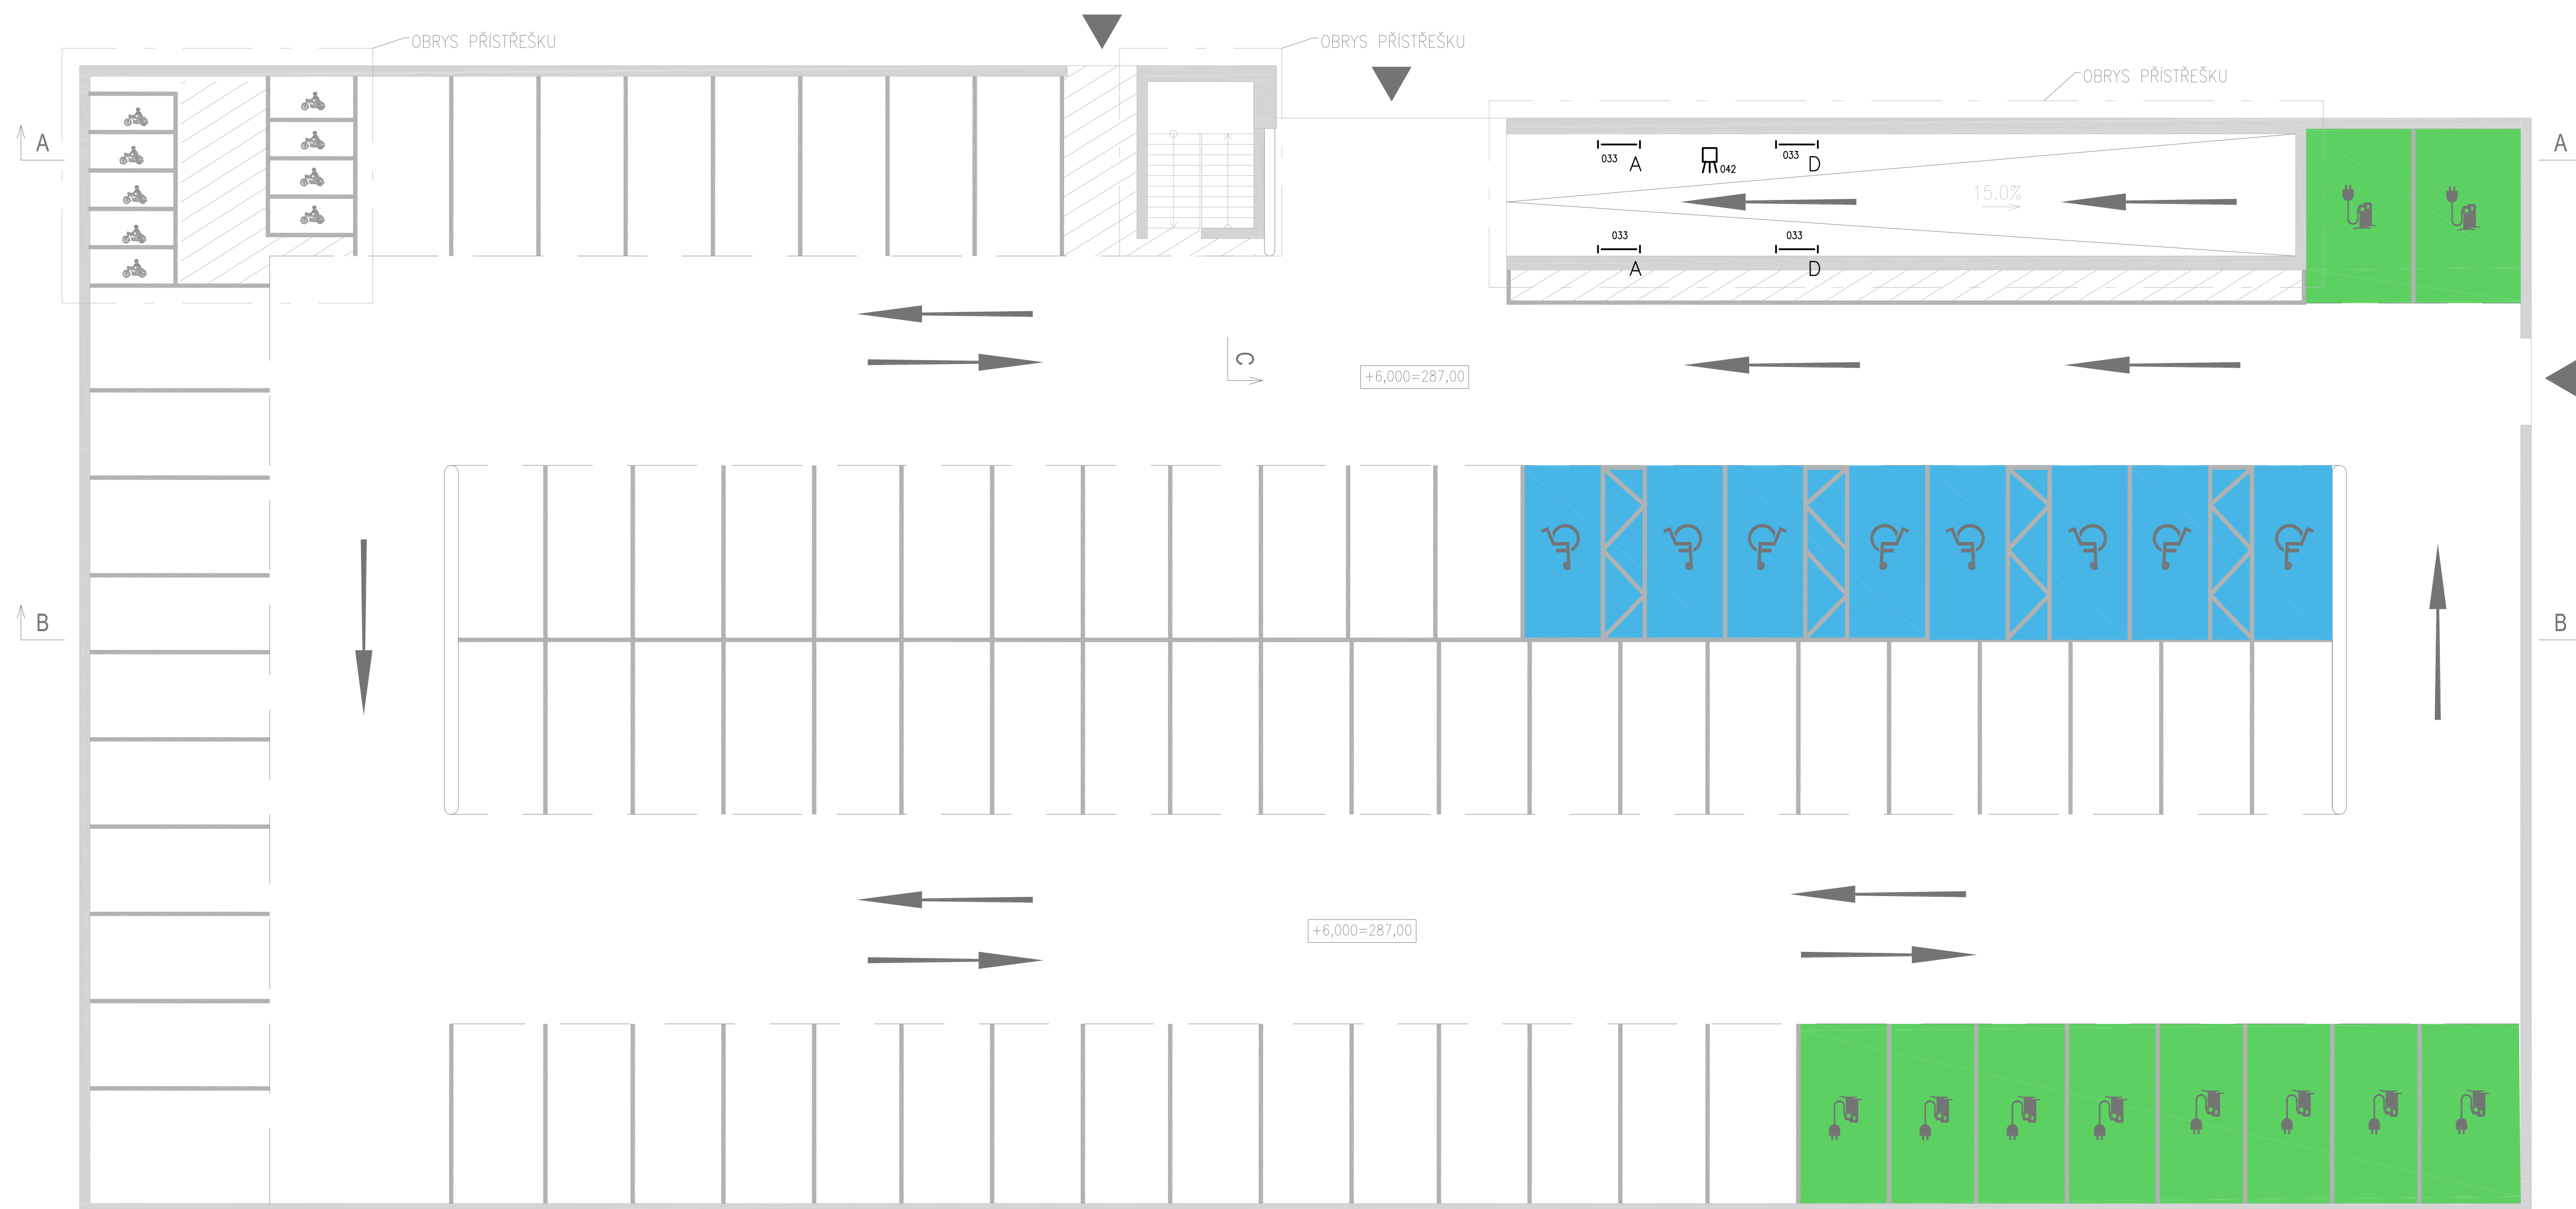 OBRYS PŘÍSTŘEŠKU
OBRYS PŘÍSTŘEŠKU
OBRYS PŘÍSTŘEŠKU
A
A
033
A
042
033
D
15.0%
033
A
033
D
C
+6,000=287,00
B
B
+6,000=287,00